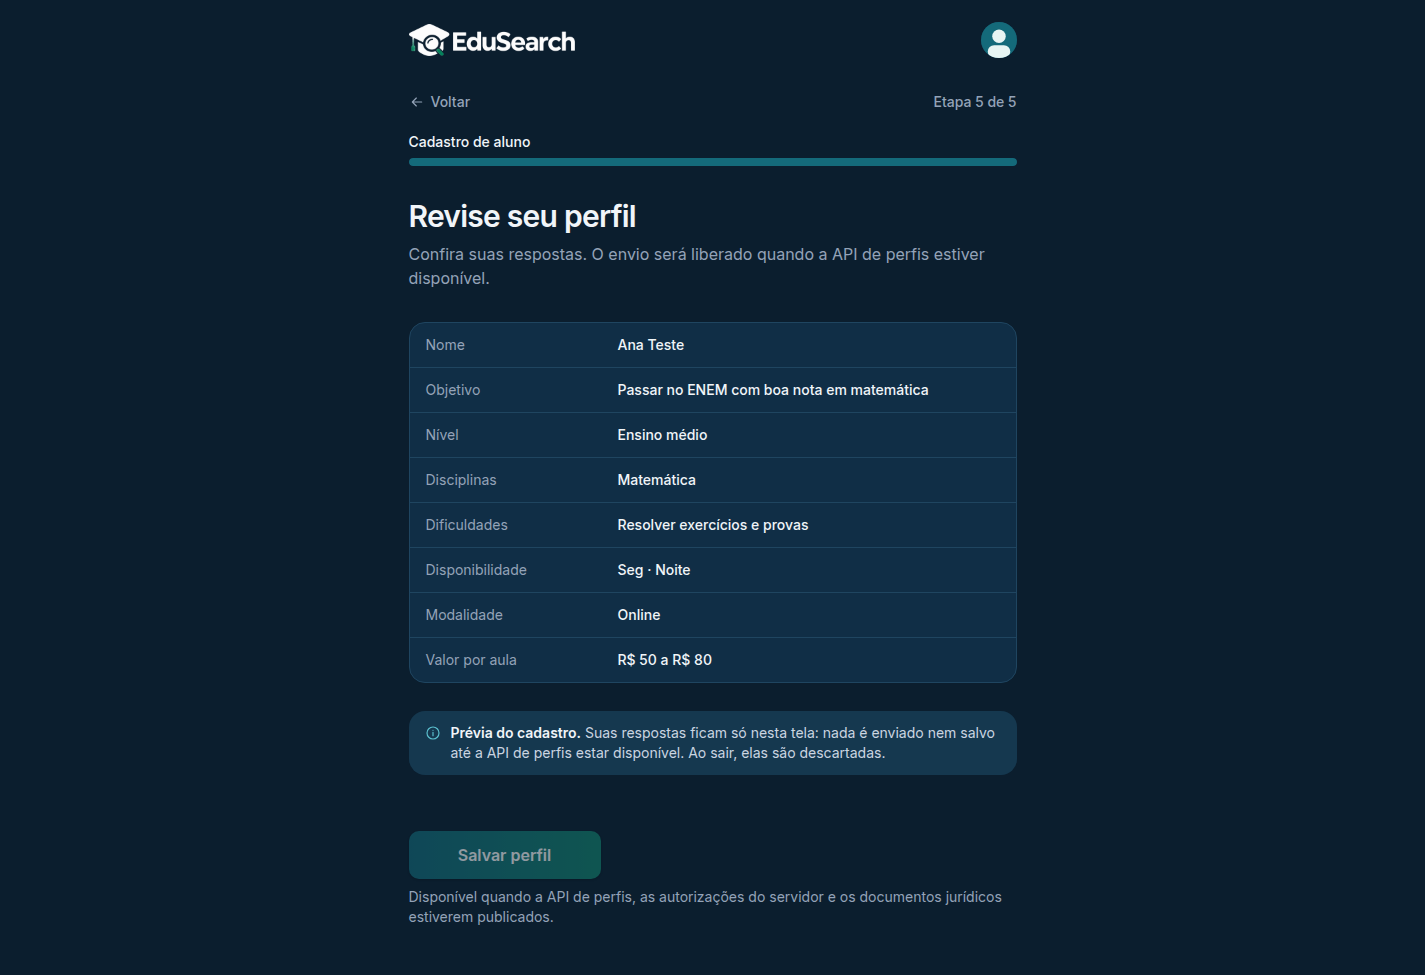 EduSearch
← Voltar
Etapa 5 de 5
Cadastro de aluno
Revise seu perfil
Confira suas respostas. O envio será liberado quando a API de perfis estiver
disponível.
Nome Ana Teste
Objetivo Passar no ENEM com boa nota em matemática
Nível Ensino médio
Disciplinas Matemática
Dificuldades Resolver exercícios e provas
Disponibilidade Seg · Noite
Modalidade Online
Valor por aula R$ 50 a R$ 80
Prévia do cadastro. Suas respostas ficam só nesta tela: nada é enviado nem salvo
até a API de perfis estar disponível. Ao sair, elas são descartadas.
Salvar perfil
Disponível quando a API de perfis, as autorizações do servidor e os documentos jurídicos
estiverem publicados.